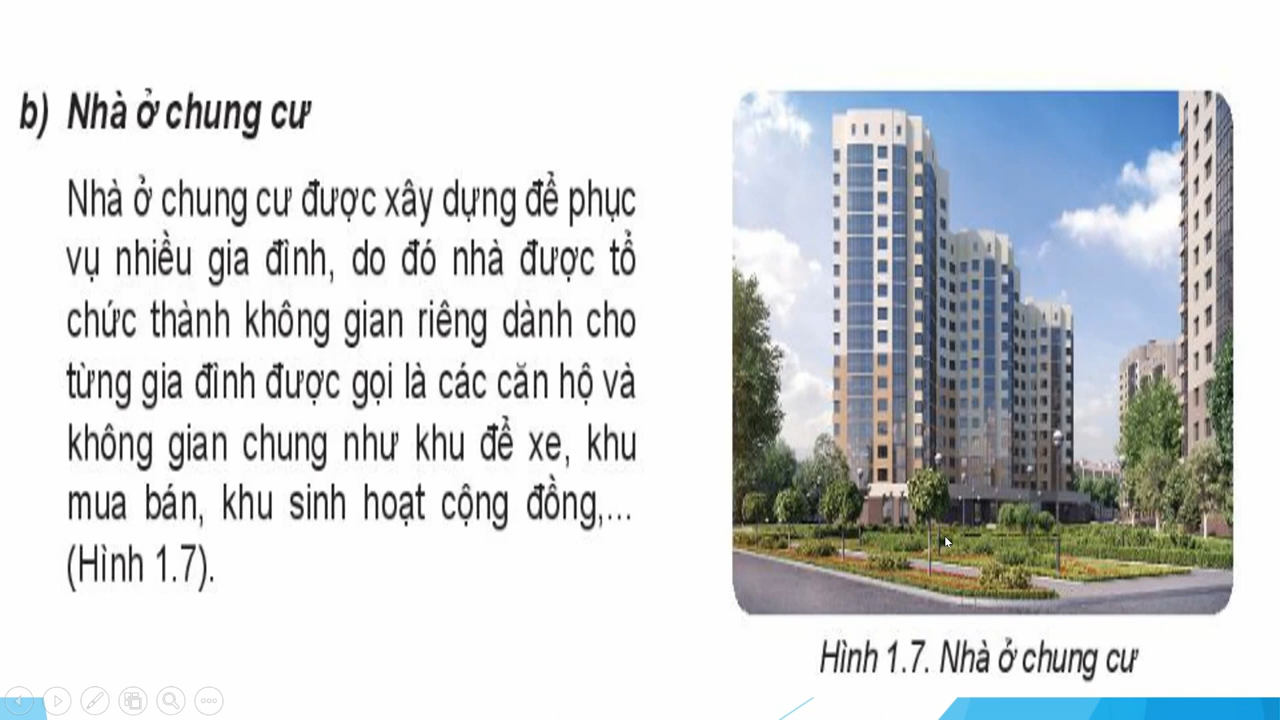 b) Nhà ở chung cư
Nhà ở chung cư được xây dựng để phục
vụ nhiều gia đình, do đó nhà được tổ
chức thành không gian riêng dành cho
từng gia đình được gọi là các căn hộ và
không gian chung như khu để xe, khu
mua bán, khu sinh hoạt cộng đồng,...
(Hình 1.7).
Hình 1.7. Nhà ở chung cư